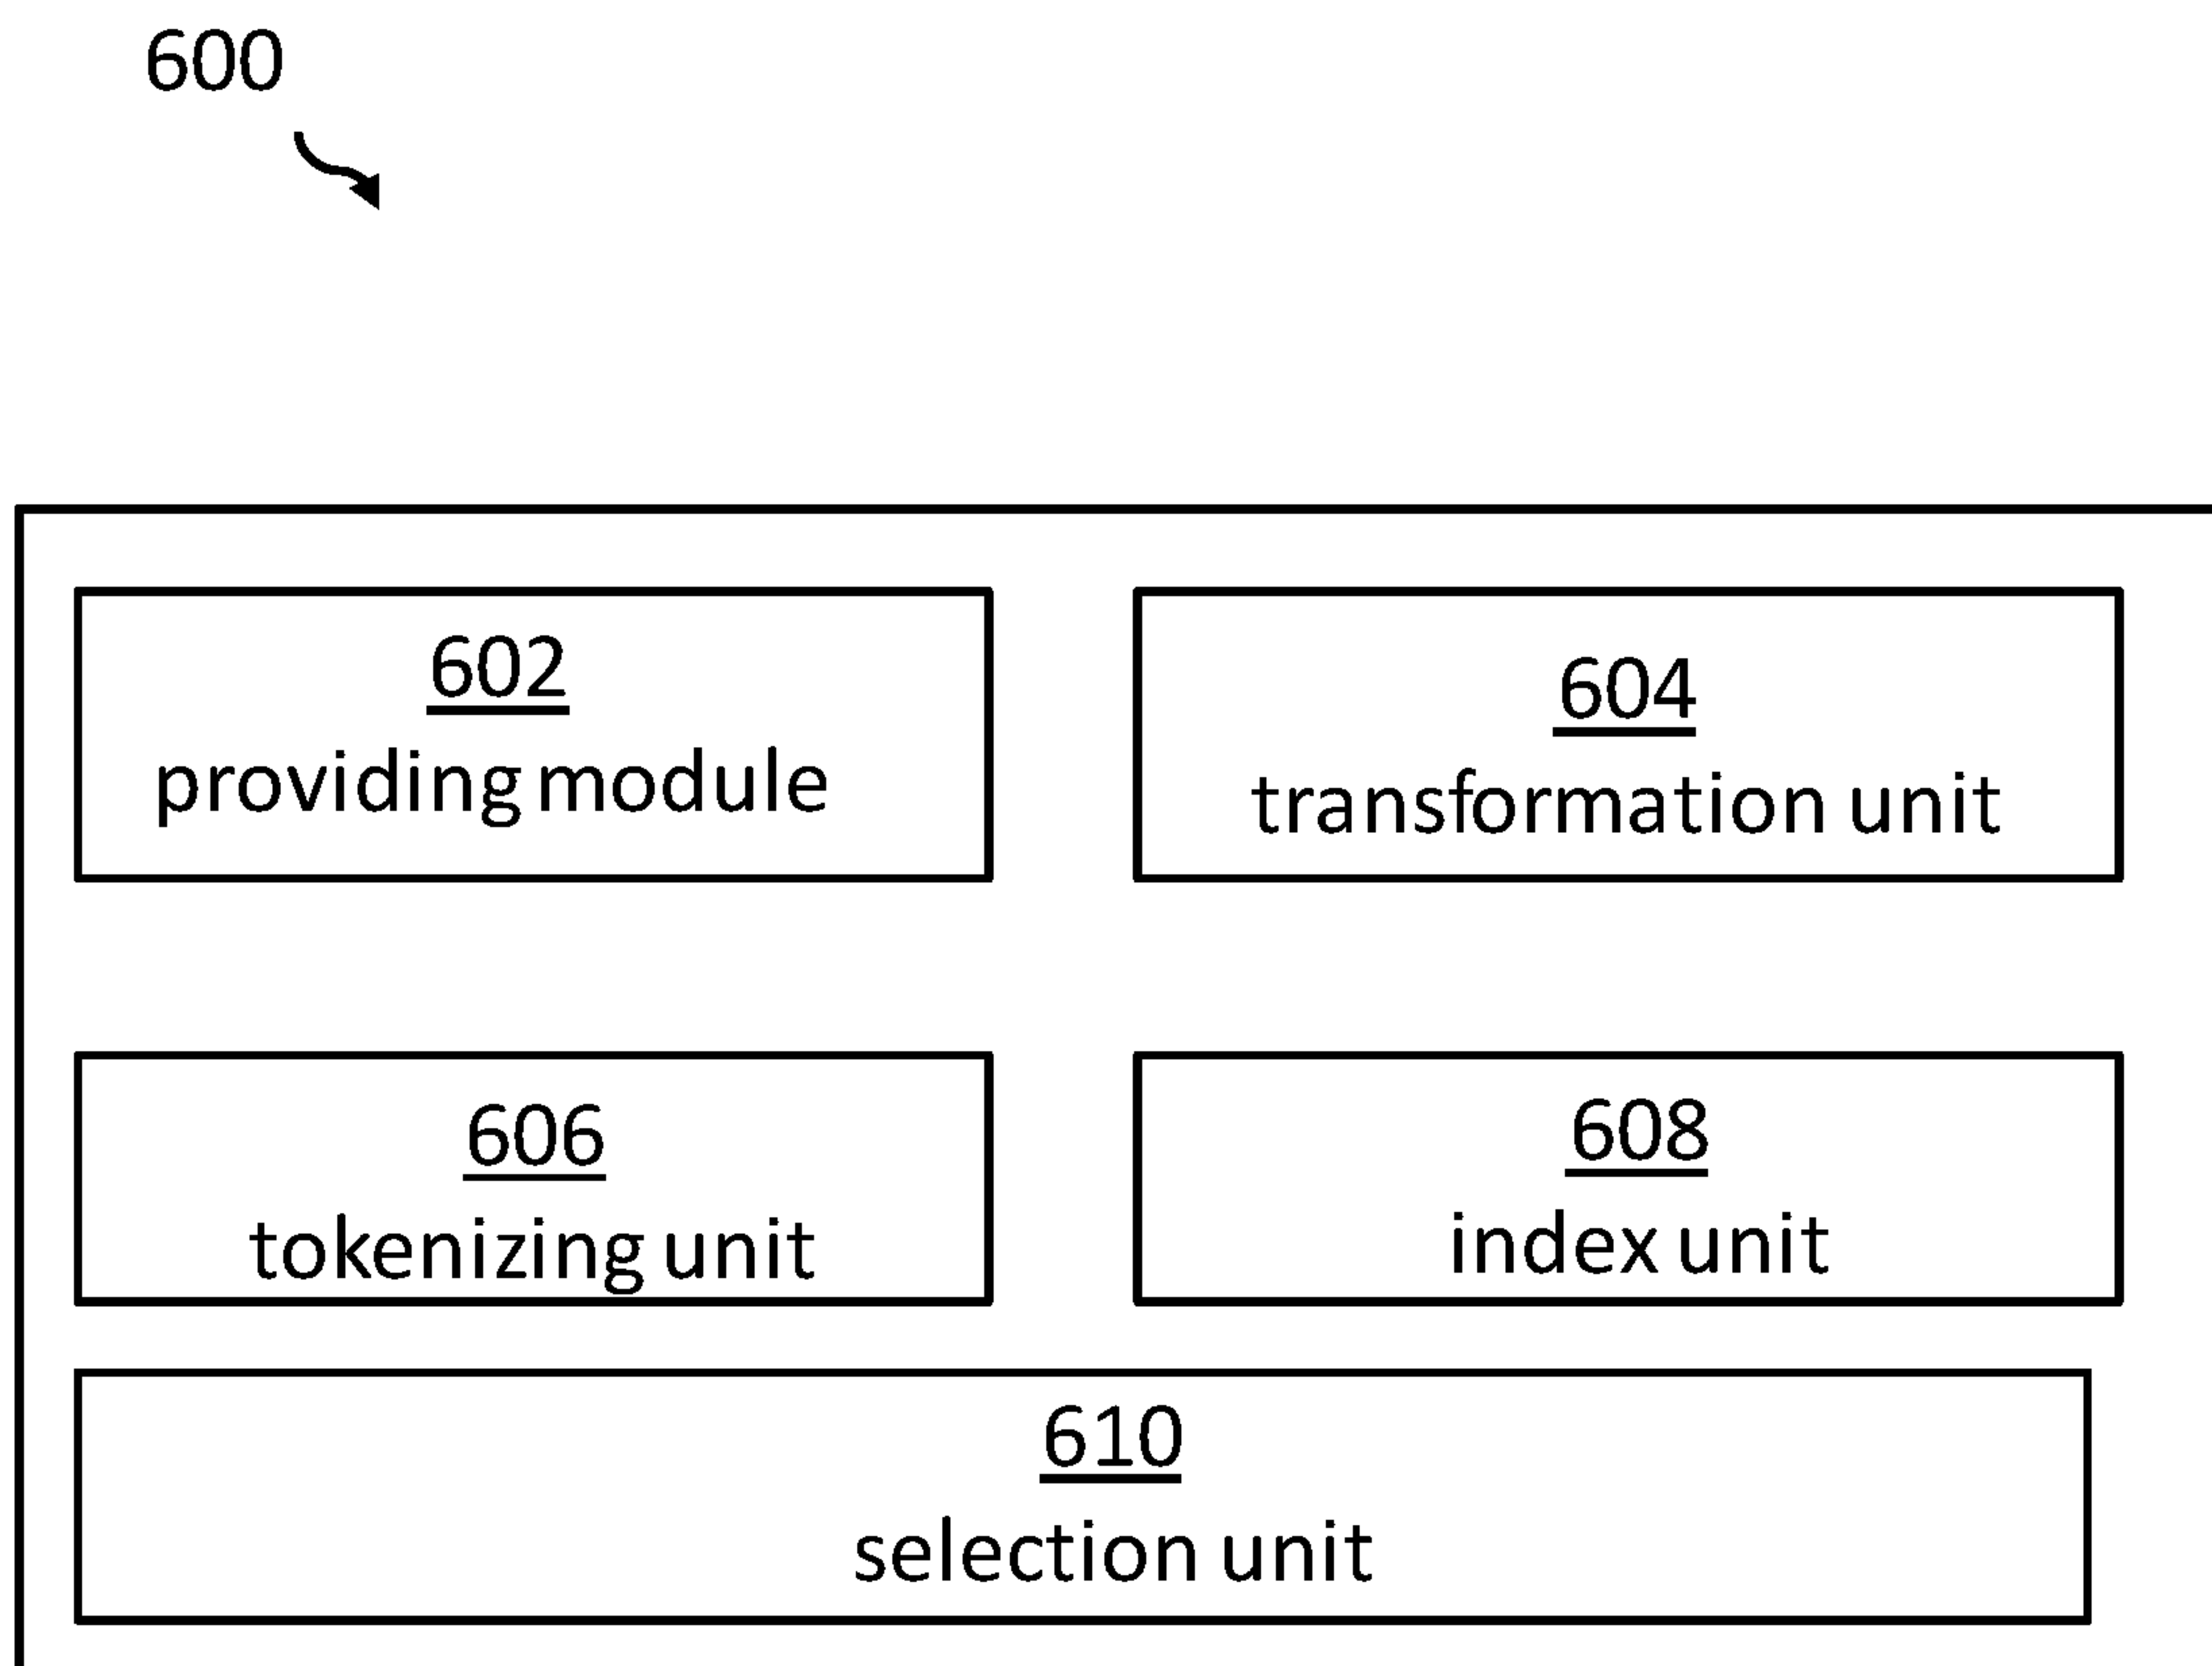 600
602
providing module
604
transformation unit
606
tokenizing unit
608
index unit
610
selection unit